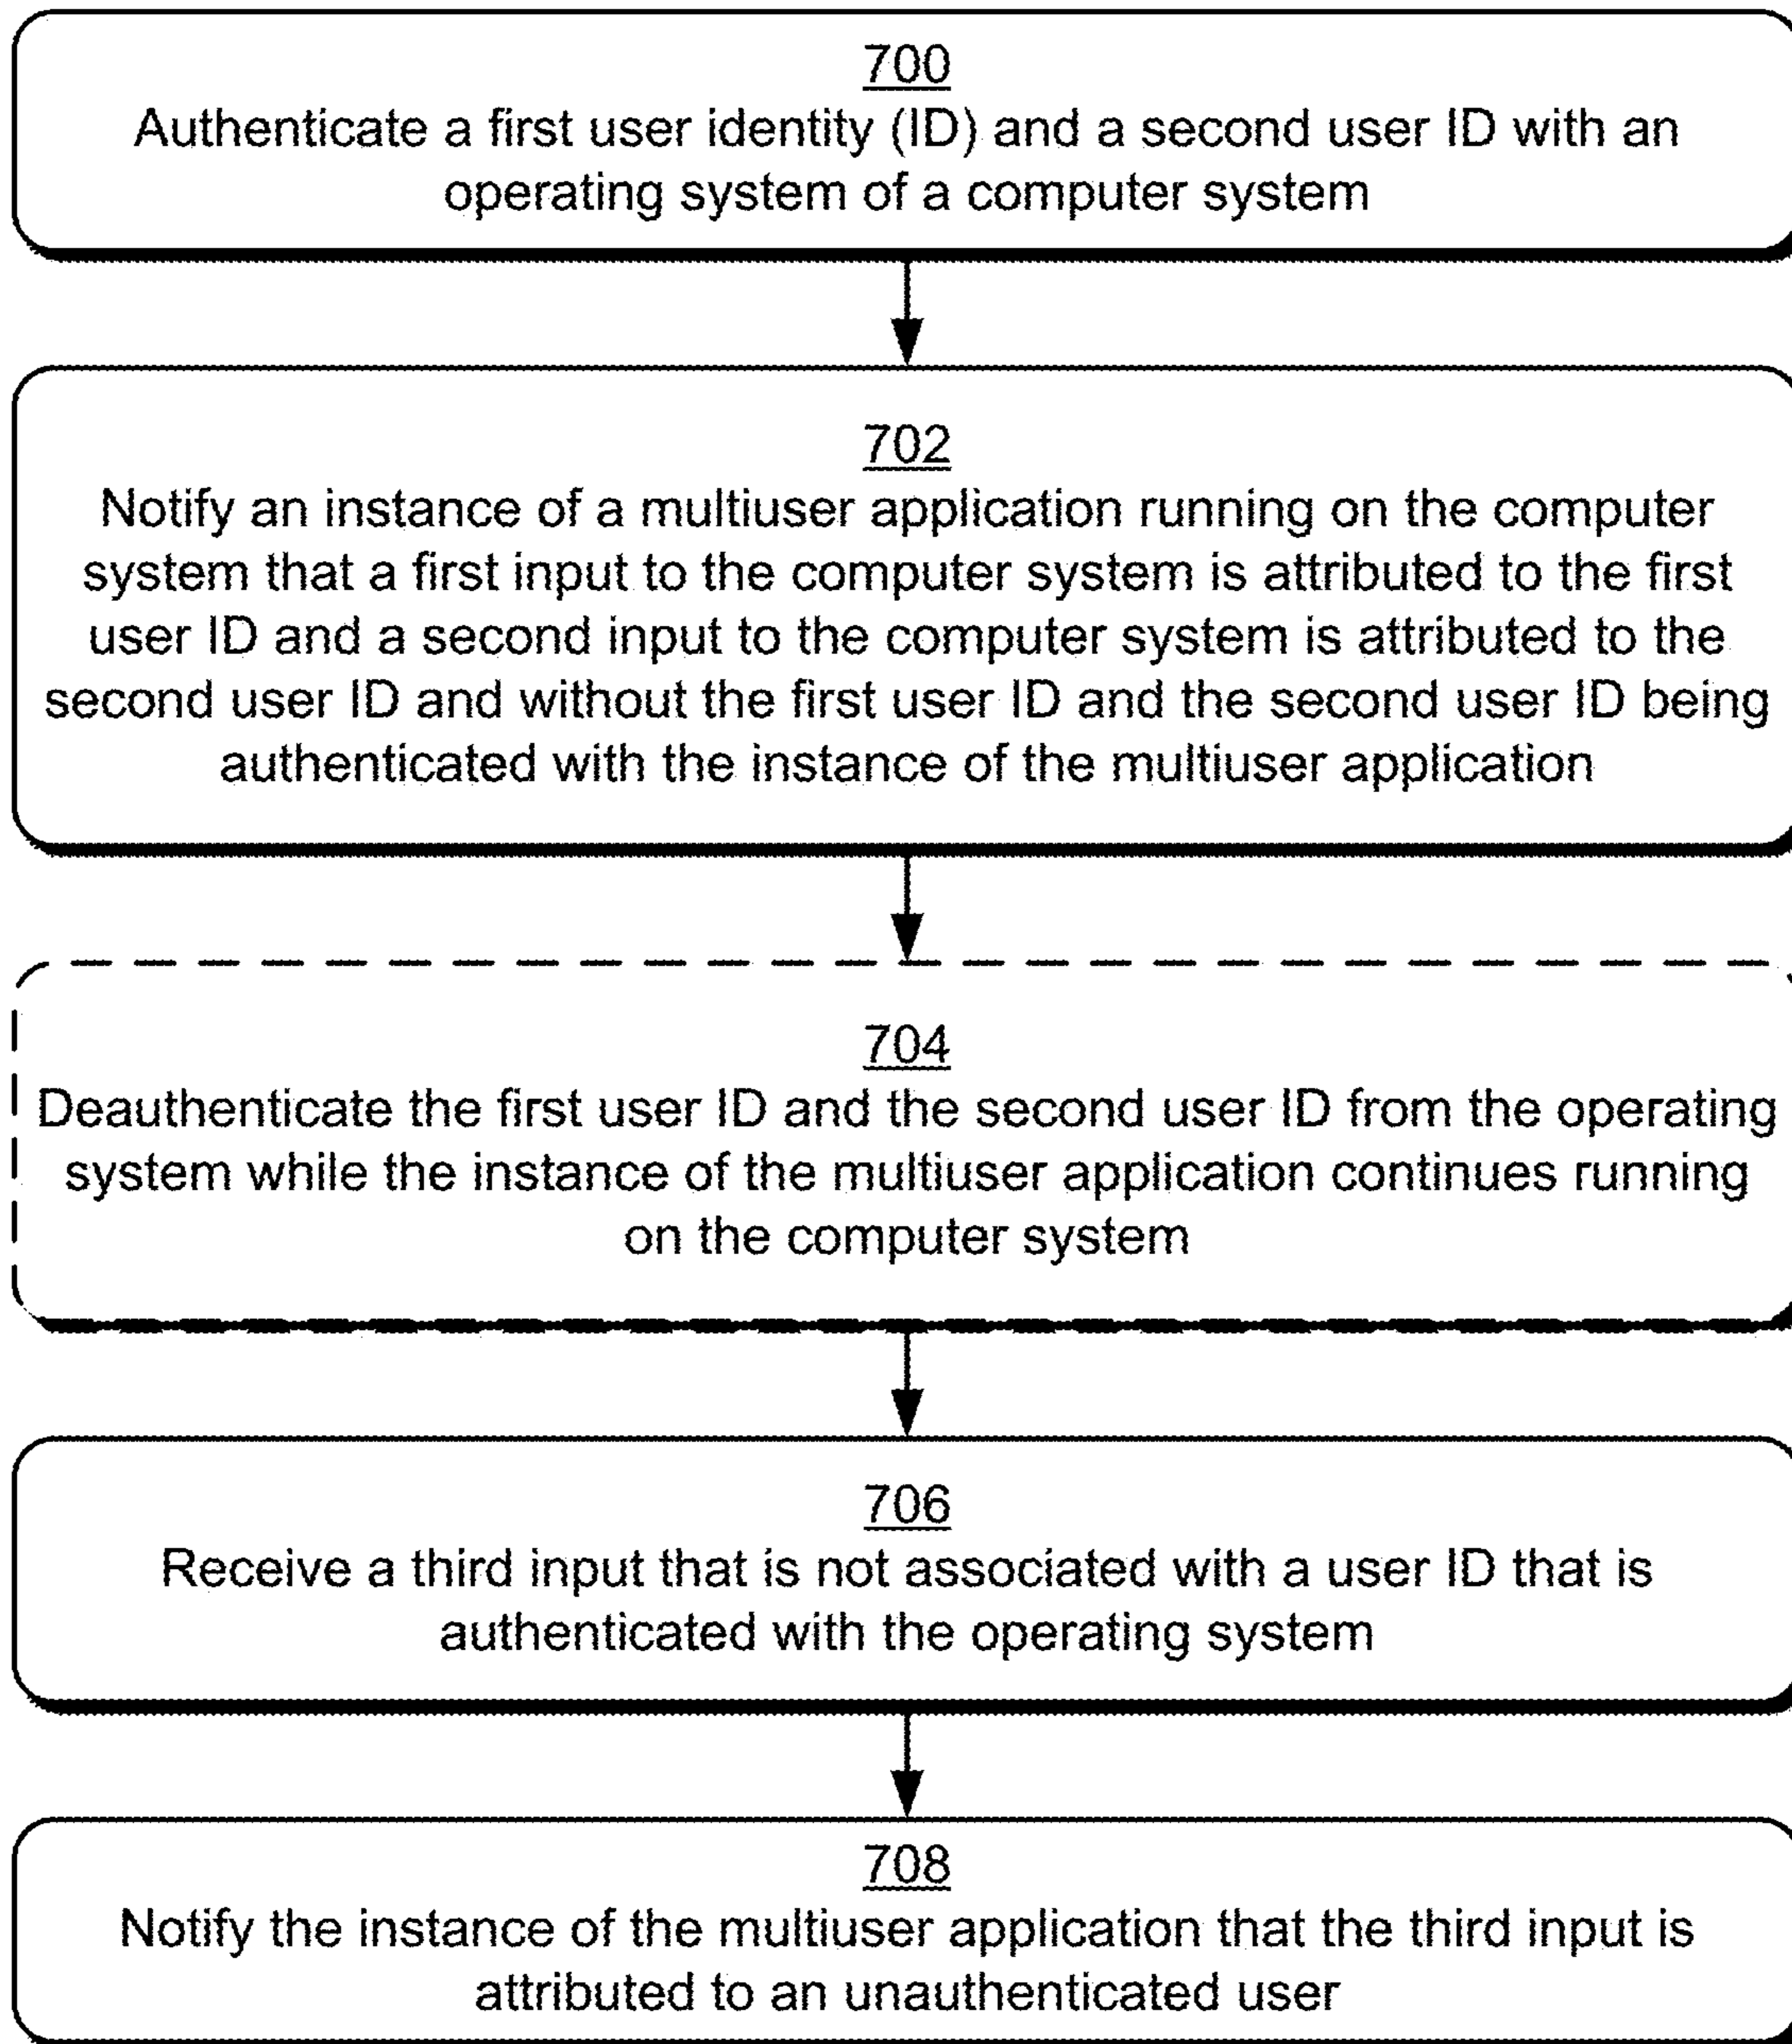 700
Authenticate a first user identity (ID) and a second user ID with an
operating system of a computer system
702
Notify an instance of a multiuser application running on the computer
system that a first input to the computer system is attributed to the first
user ID and a second input to the computer system is attributed to the
second user ID and without the first user ID and the second user ID being
authenticated with the instance of the multiuser application
704
Deauthenticate the first user ID and the second user ID from the operating
system while the instance of the multiuser application continues running
on the computer system
706
Receive a third input that is not associated with a user ID that is
authenticated with the operating system
708
Notify the instance of the multiuser application that the third input is
attributed to an unauthenticated user